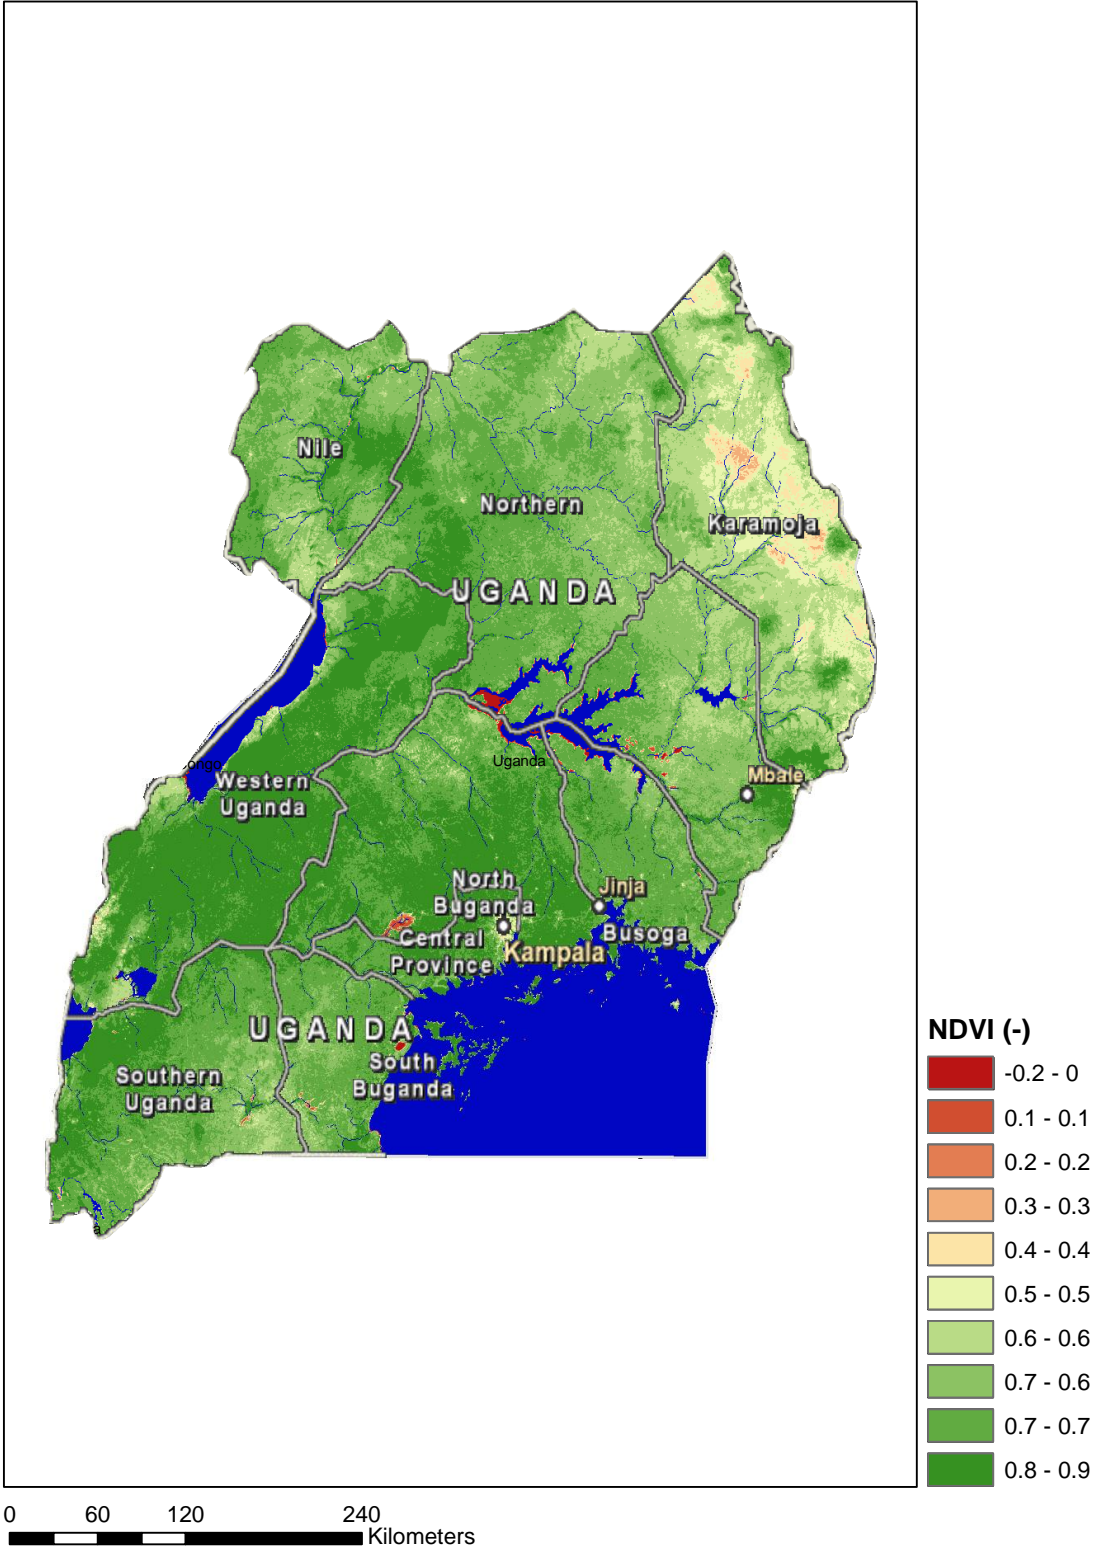 Nile
Northern
Karamoja
UGANDA
Uganda
ongo
Western
Uganda
Mbale
North
Buganda
Jinja
Busoga
Central
Province
Kampala
UGANDA
South
Buganda
Southern
Uganda
NDVI (-)
-0.2 - 0
0.1 - 0.1
0.2 - 0.2
0.3 - 0.3
0.4 - 0.4
0.5 - 0.5
0.6 - 0.6
0.7 - 0.6
0.7 - 0.7
0.8 - 0.9
0 60 120 240
Kilometers